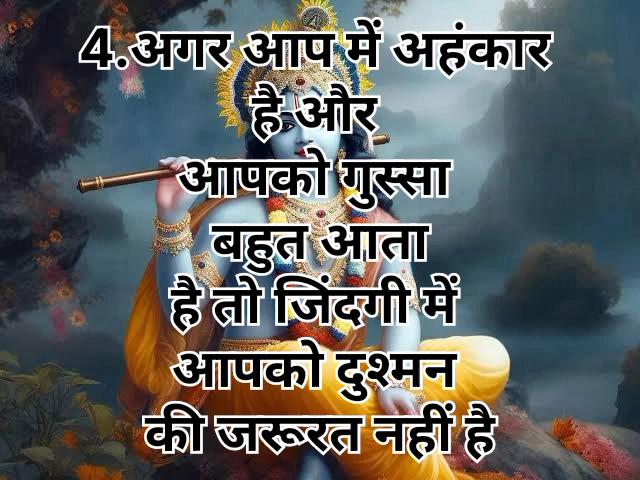 4.अगर आप में अहंकार
है और
आपको गुस्सा
बहुत आता
है तो जिंदगी में
आपको दुश्मन
की जरूरत नहीं है